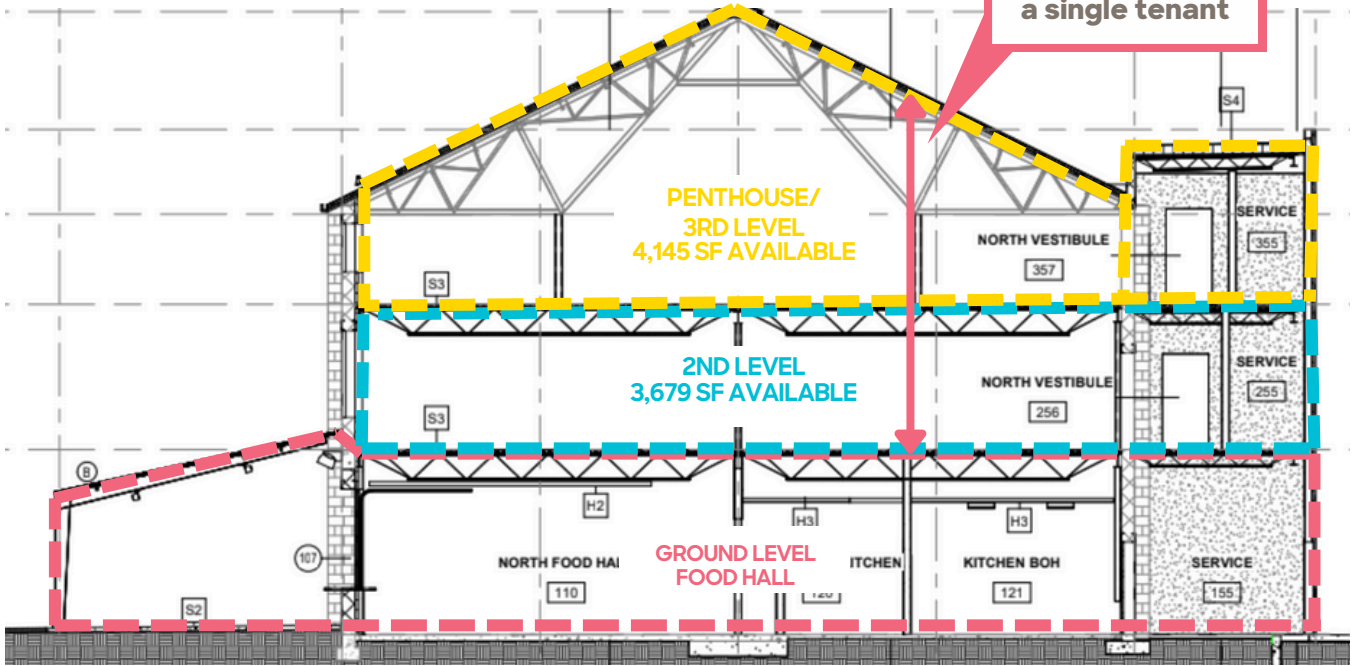 a single tenant
S4
PENTHOUSE/
3RD LEVEL
4,145 SF AVAILABLE
SERVICE
355
NORTH VESTIBULE
357
S3
2ND LEVEL
3,679 SF AVAILABLE
SERVICE
255
NORTH VESTIBULE
256
S3
B
H2
H3
H3
107
NORTH FOOD
GROUND LEVEL
FOOD HALL
KITCHEN BOH
SERVICE
110
121
155
S2